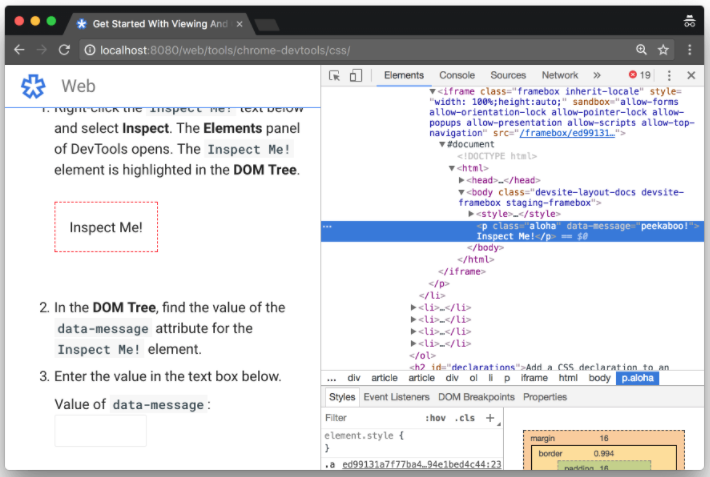 Get Started With Viewing And
localhost:8080/web/tools/chrome-devtools/css/
Web
1. Right-click the Inspect Me! text below
and select Inspect. The Elements panel
of DevTools opens. The Inspect Me!
element is highlighted in the DOM Tree.
Inspect Me!
2. In the DOM Tree, find the value of the
data-message attribute for the
Inspect Me! element.
3. Enter the value in the text box below.
Value of data-message:
Elements Console Sources Network » 19
▼<iframe class="framebox inherit-locale" style=
"width: 100%;height:auto;" sandbox="allow-forms
allow-orientation-lock allow-pointer-lock allow-
popups allow-presentation allow-scripts allow-top-
navigation" src="/framebox/ed99131…">
▼#document
<!DOCTYPE html>
▼<html>
▶<head>…</head>
▼<body class="devsite-layout-docs devsite-
framebox staging-framebox">
▶<style>…</style>
… <p class="aloha" data-message="peekaboo!">
Inspect Me!</p> == $0
</body>
</html>
</iframe>
</p>
</li>
▶<li>…</li>
▶<li>…</li>
▶<li>…</li>
▶<li>…</li>
</ol>
<h2 id="declarations">Add a CSS declaration to an
… div article article div ol li p iframe html body p.aloha
Styles Event Listeners DOM Breakpoints Properties
Filter :hov .cls +
element.style {
}
.a ed99131a7f77ba4…94e1bed4c44:23
margin 16
border 0.994
padding 16